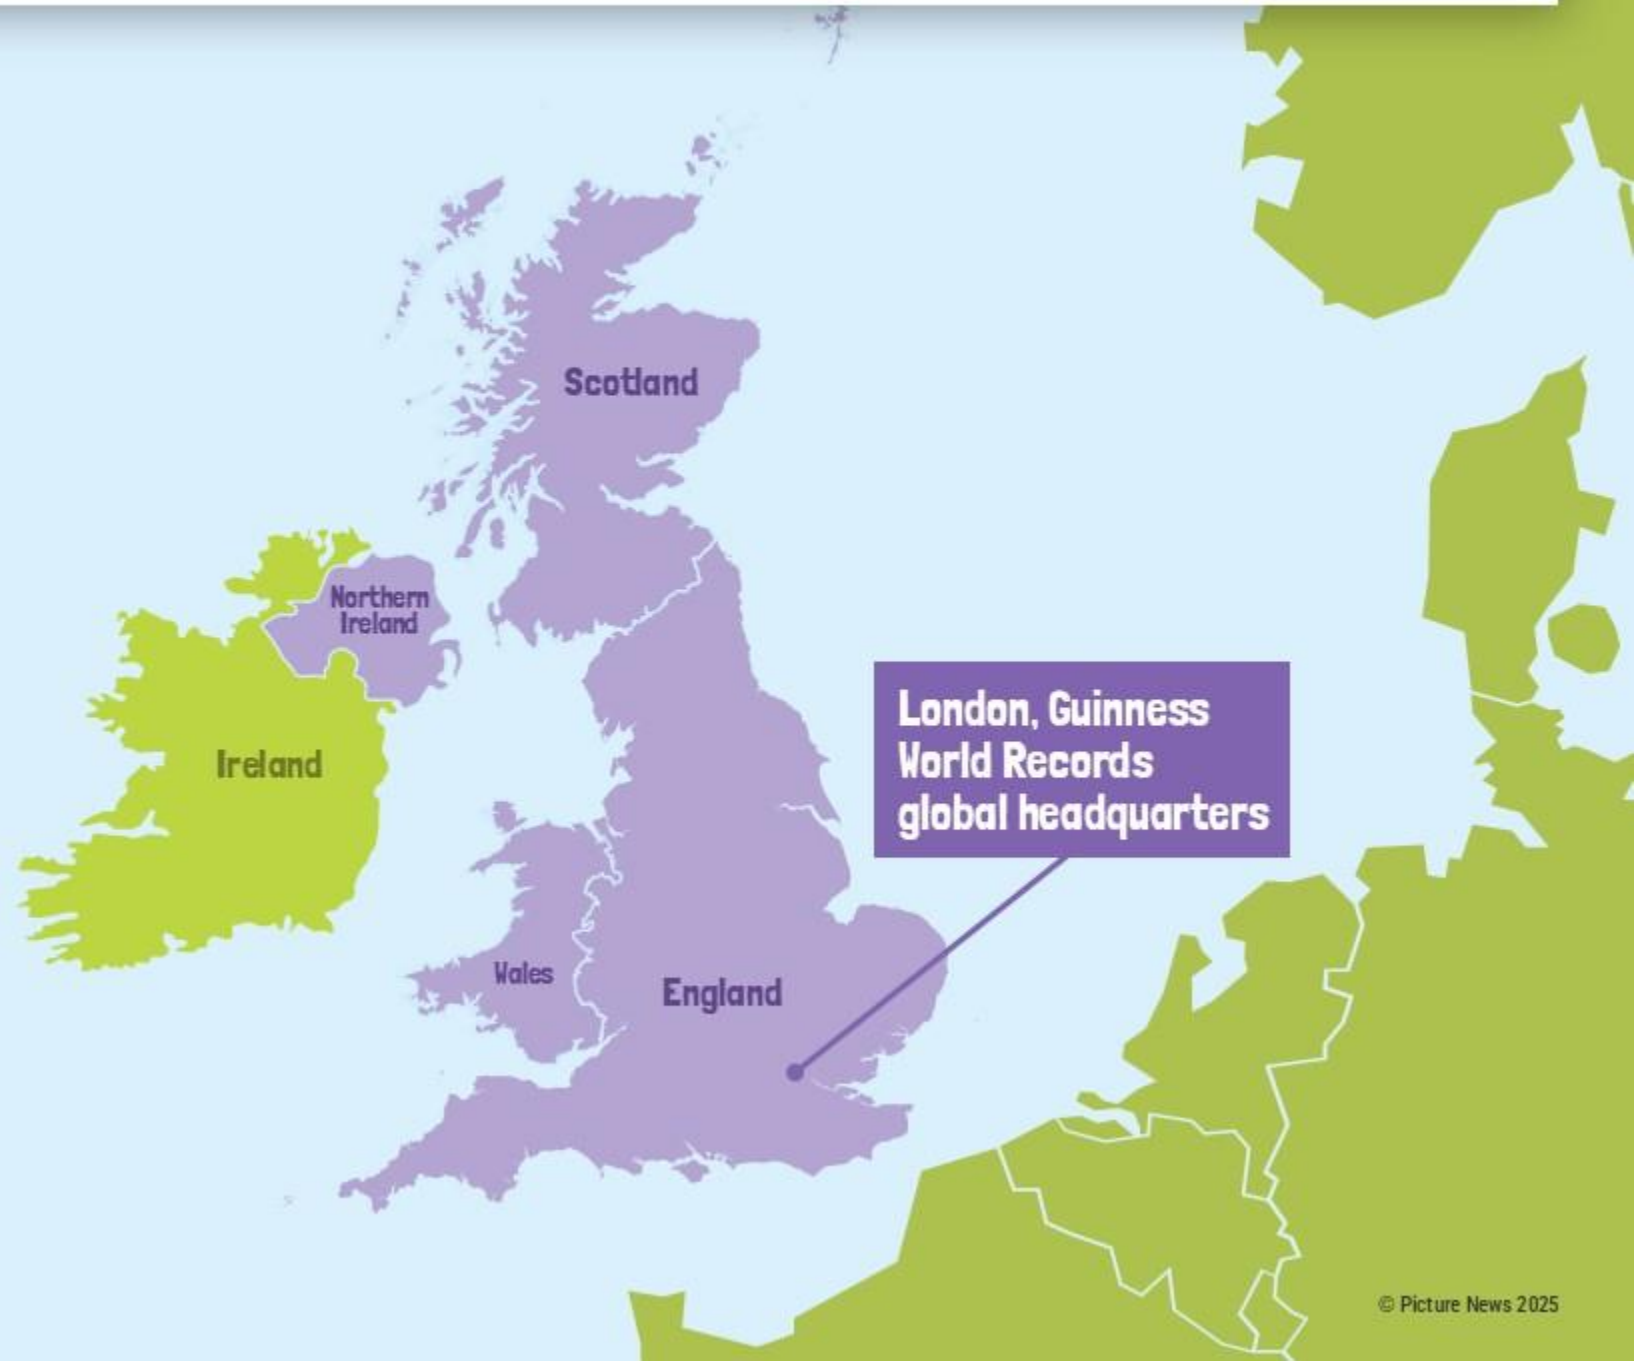 Scotland
Northern
Ireland
Ireland
London, Guinness
World Records
global headquarters
Wales
England
© Picture News 2025